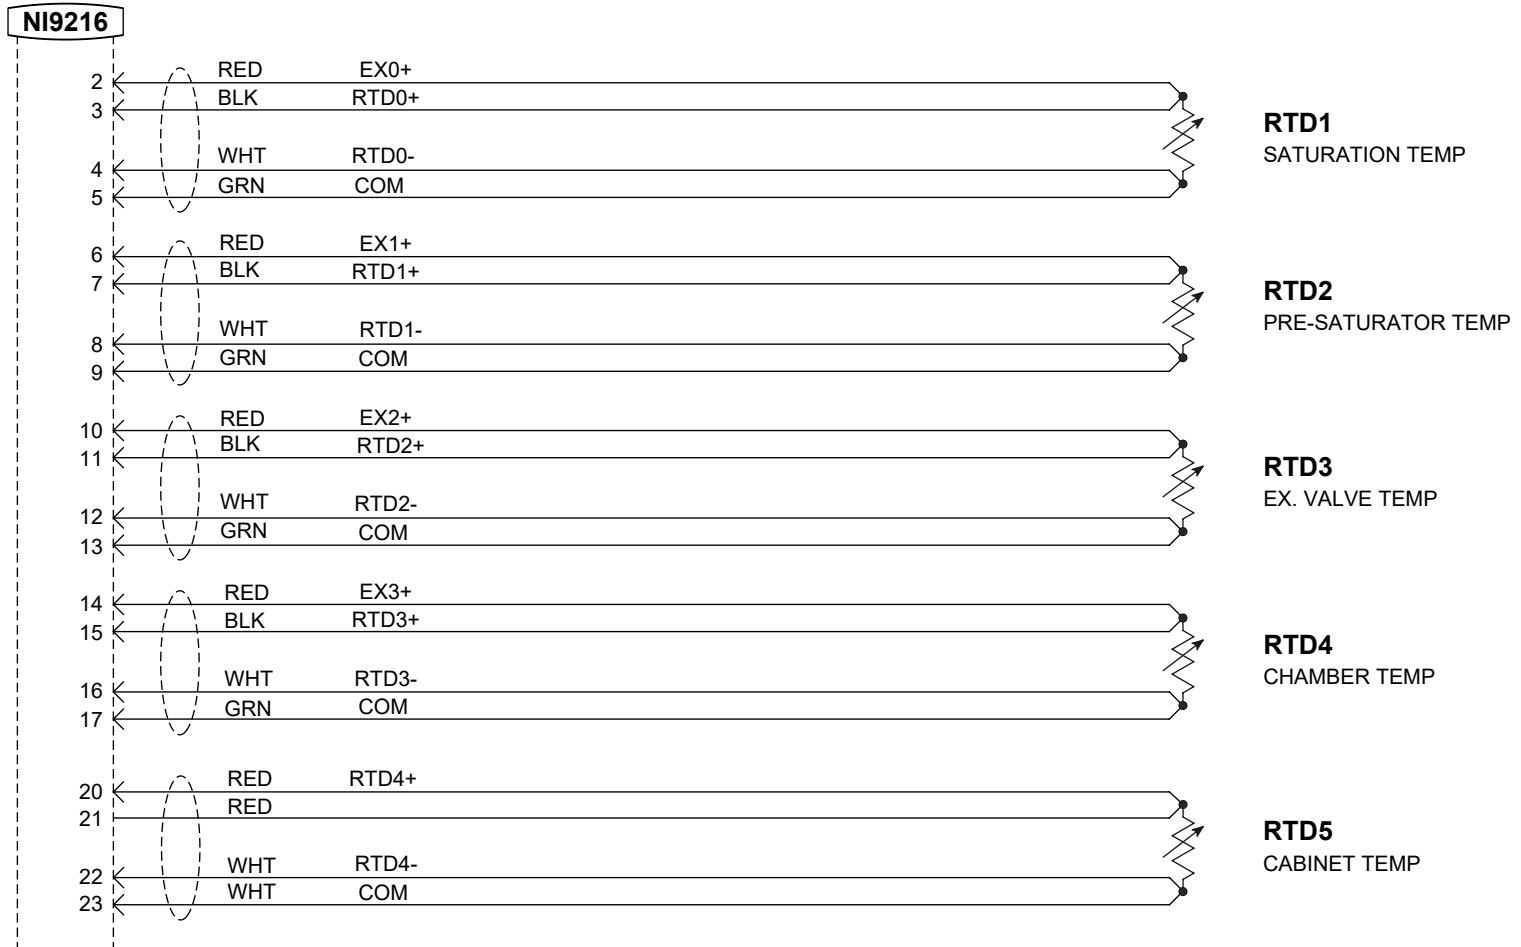 NI9216
2 RED EX0+
3 BLK RTD0+
RTD1
SATURATION TEMP
4 WHT RTD0-
5 GRN COM
6 RED EX1+
7 BLK RTD1+
RTD2
PRE-SATURATOR TEMP
8 WHT RTD1-
9 GRN COM
10 RED EX2+
11 BLK RTD2+
RTD3
EX. VALVE TEMP
12 WHT RTD2-
13 GRN COM
14 RED EX3+
15 BLK RTD3+
RTD4
CHAMBER TEMP
16 WHT RTD3-
17 GRN COM
20 RED RTD4+
21 RED
RTD5
CABINET TEMP
22 WHT RTD4-
23 WHT COM